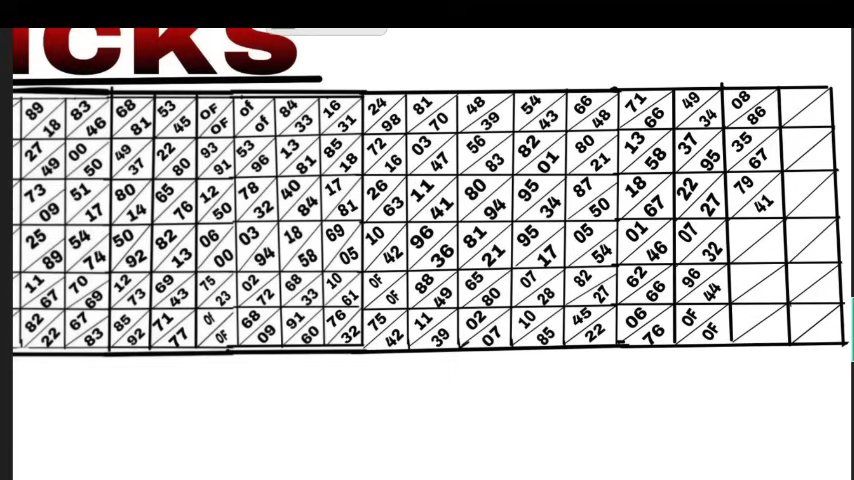 ICKS
89 83 68 53 OF of 84 16 24 81 48 54 66 71 49 08
18 46 81 45 OF of 33 31 98 70 39 43 48 66 34 86
27 00 49 22 93 53 13 85 72 03 56 82 80 13 37 35
49 50 37 80 91 96 81 18 16 47 83 01 21 58 95 67
73 51 80 65 12 78 40 17 26 11 80 95 87 18 22 79
09 17 14 76 50 32 84 81 63 41 94 34 50 67 27 41
25 54 50 82 06 03 18 69 10 96 81 95 05 01 07
89 74 92 13 00 94 58 05 42 36 21 17 54 46 32
11 70 12 69 75 02 68 10 OF 88 65 07 82 62 96
67 69 73 43 23 72 33 61 OF 49 80 28 27 66 44
82 67 85 71 Of 68 91 76 75 11 02 10 45 06 OF
22 83 92 77 OF 09 60 32 42 39 07 85 22 76 OF